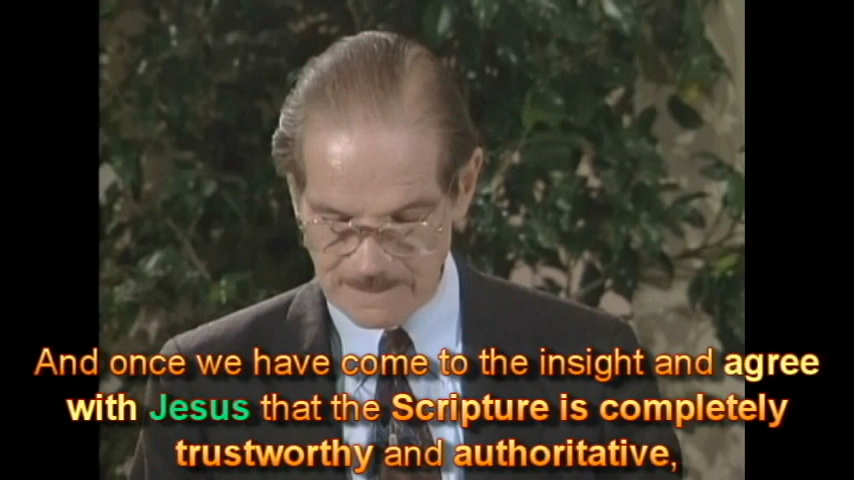 And once we have come to the insight and agree
with Jesus that the Scripture is completely
trustworthy and authoritative,